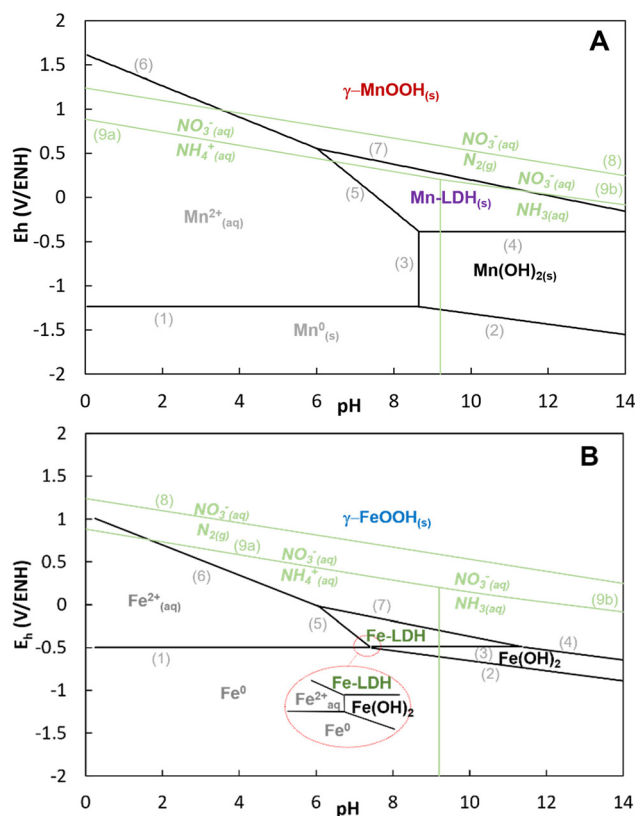 A
2
1.5
1
0.5
0
-0.5
-1
-1.5
-2
Eh (V/ENH)
(6)
γ–MnOOH(s)
(9a)
NO3-(aq)
NH4+(aq)
(7)
NO3-(aq)
N2(g)
(8)
NO3-(aq)
(9b)
NH3(aq)
(5)
Mn-LDH(s)
Mn2+(aq)
(3)
(4)
Mn(OH)2(s)
(1)
Mn0(s)
(2)
0
2
4
6
8
10
12
14
pH
B
2
1.5
1
0.5
0
-0.5
-1
-1.5
-2
Eh (V/ENH)
(8)
NO3-(aq)
N2(g)
γ–FeOOH(s)
(9a)
NO3-(aq)
NH4+(aq)
NO3-(aq)
NH3(aq)
(9b)
(6)
Fe2+(aq)
(5)
(7)
Fe-LDH
(4)
(1)
(3)
Fe(OH)2
(2)
Fe0
Fe-LDH
Fe2+aq
Fe(OH)2
Fe0
0
2
4
6
8
10
12
14
pH